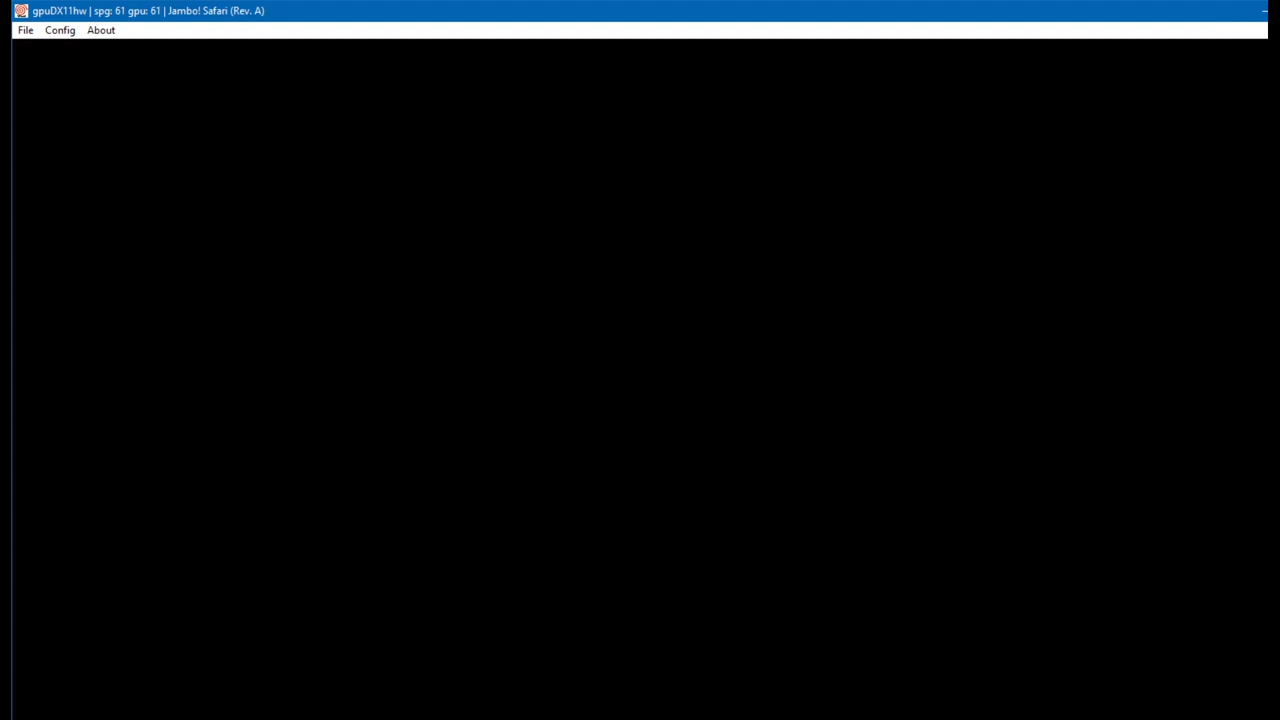 gpuDX11hw | spg: 61 gpu: 61 | Jambo! Safari (Rev. A)
File Config About